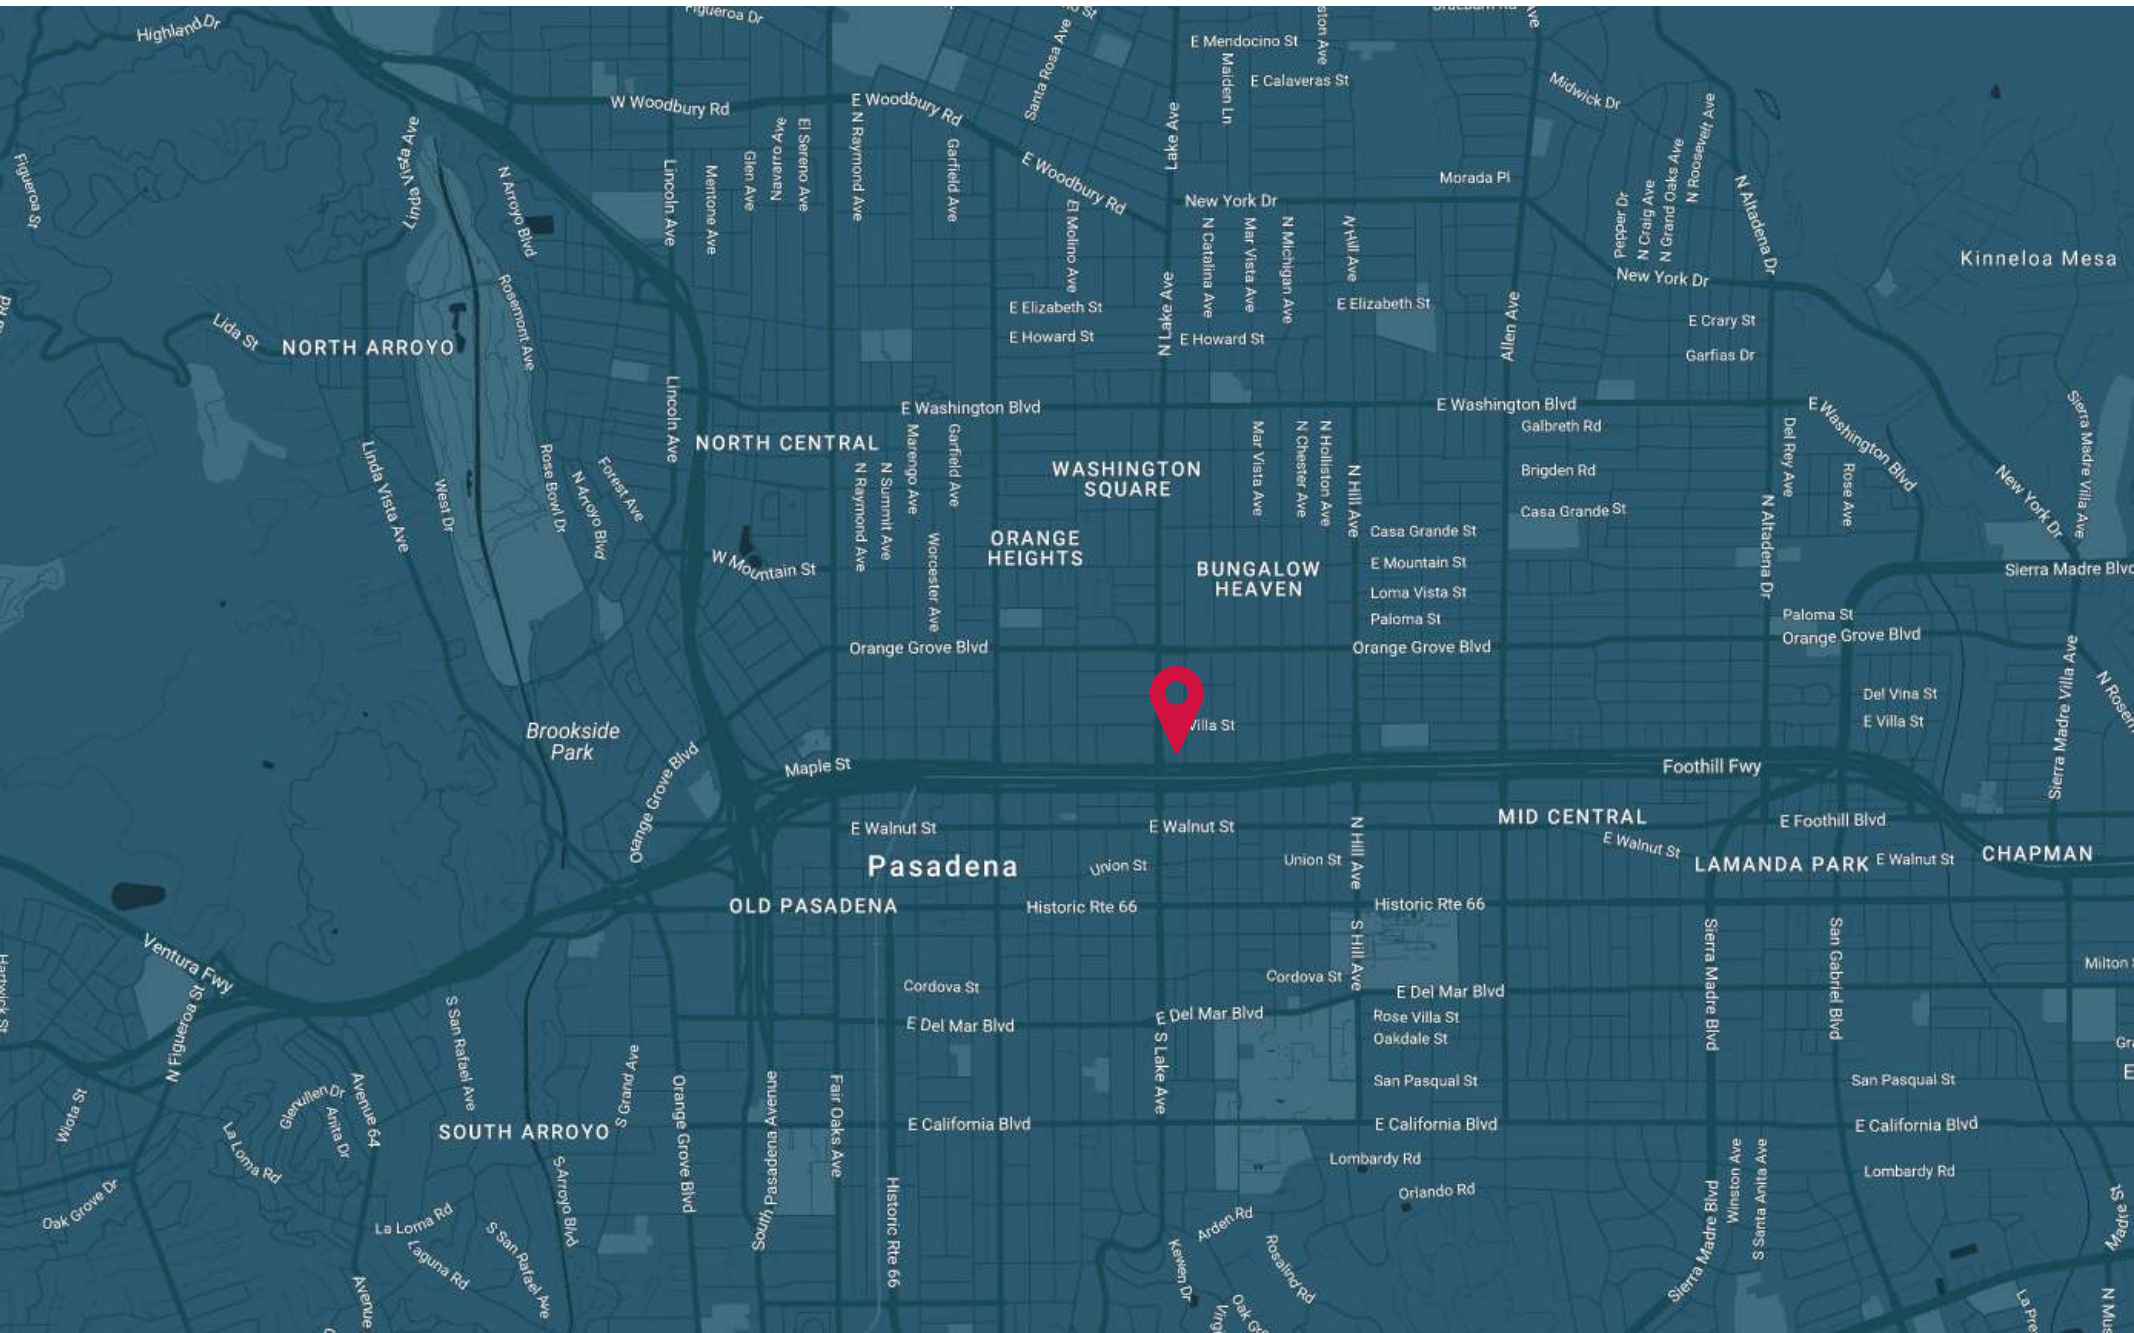 Highland Dr
Figueroa Dr
Santa Rosa Ave
E Mendocino St
Maiden Ln
E Calaveras St
Midwick Dr
W Woodbury Rd
E Woodbury Rd
Lake Ave
Linda Vista Ave
Figueroa St
N Arroyo Blvd
Lincoln Ave
Mentone Ave
Glen Ave
Navarro Ave
El Sereno Ave
E N Raymond Ave
Garfield Ave
E Woodbury Rd
El Molino Ave
New York Dr
N Catalina Ave
Mar Vista Ave
N Michigan Ave
N Hill Ave
Morada Pl
Pepper Dr
N Craig Ave
N Grand Oaks Ave
N Roosevelt Ave
N Altadena Dr
Kinneloa Mesa
New York Dr
Rosemont Ave
Lida St
NORTH ARROYO
E Elizabeth St
E Howard St
N Lake Ave
E Howard St
E Elizabeth St
Allen Ave
E Crary St
Garfias Dr
Lincoln Ave
E Washington Blvd
E Washington Blvd
E Washington Blvd
Galbreth Rd
Del Rey Ave
Rose Ave
Sierra Madre Villa Ave
New York Dr
NORTH CENTRAL
Marengo Ave
Garfield Ave
N Raymond Ave
N Summit Ave
Worcester Ave
WASHINGTON
SQUARE
Mar Vista Ave
N Chester Ave
N Holliston Ave
N Hill Ave
Brigden Rd
Casa Grande St
Casa Grande St
Linda Vista Ave
West Dr
Rose Bowl Dr
N Arroyo Blvd
Forest Ave
W Mountain St
ORANGE
HEIGHTS
BUNGALOW
HEAVEN
E Mountain St
Loma Vista St
Paloma St
N Altadena Dr
Sierra Madre Blvd
Paloma St
Orange Grove Blvd
Orange Grove Blvd
Orange Grove Blvd
Sierra Madre Villa Ave
Del Vina St
E Villa St
Villa St
Brookside
Park
Orange Grove Blvd
Maple St
Foothill Fwy
E Walnut St
E Walnut St
N Hill Ave
MID CENTRAL
E Walnut St
E Foothill Blvd
LAMANDA PARK
E Walnut St
CHAPMAN
Pasadena
Union St
Union St
OLD PASADENA
Historic Rte 66
Historic Rte 66
Ventura Fwy
S Hill Ave
Sierra Madre Blvd
San Gabriel Blvd
Milton
Cordova St
Cordova St
E Del Mar Blvd
E Del Mar Blvd
E Del Mar Blvd
Rose Villa St
Oakdale St
N Figueroa St
S San Rafael Ave
S Grand Ave
Orange Grove Blvd
South Pasadena Avenue
Fair Oaks Ave
S Lake Ave
San Pasqual St
San Pasqual St
Wiota St
Glenullen Dr
Anita Dr
Avenue 64
La Loma Rd
SOUTH ARROYO
E California Blvd
E California Blvd
E California Blvd
Lombardy Rd
Lombardy Rd
Winston Ave
S Santa Anita Ave
Oak Grove Dr
La Loma Rd
Laguna Rd
S San Rafael Ave
S Arroyo Blvd
Historic Rte 66
Orlando Rd
Arden Rd
Kewen Dr
Rosalind Rd
Sierra Madre Blvd
Avenue